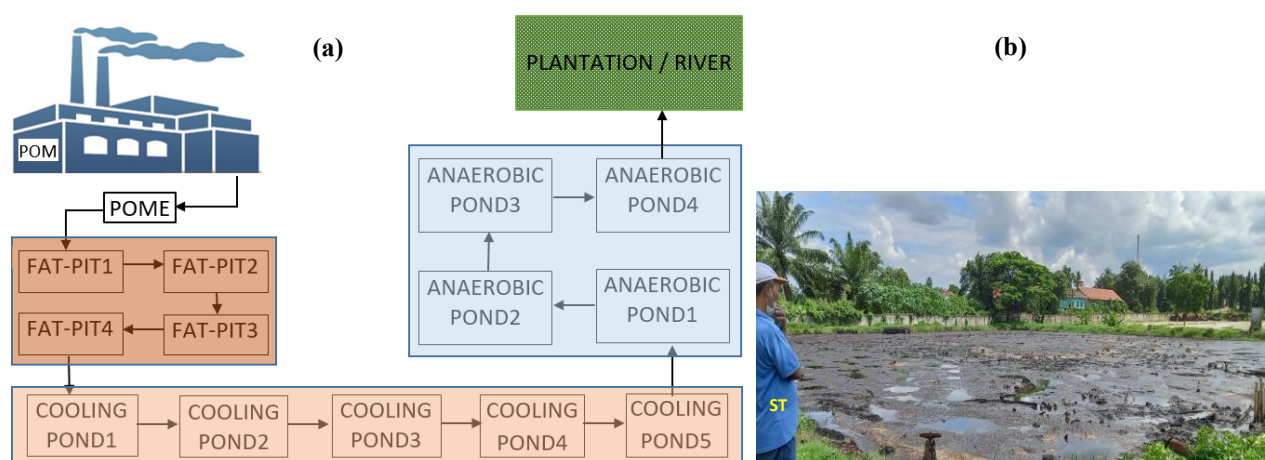 (a)
(b)
PLANTATION / RIVER
POM
POME
FAT-PIT1
FAT-PIT2
FAT-PIT4
FAT-PIT3
ANAEROBIC
POND3
ANAEROBIC
POND4
ANAEROBIC
POND2
ANAEROBIC
POND1
COOLING
POND1
COOLING
POND2
COOLING
POND3
COOLING
POND4
COOLING
POND5
ST